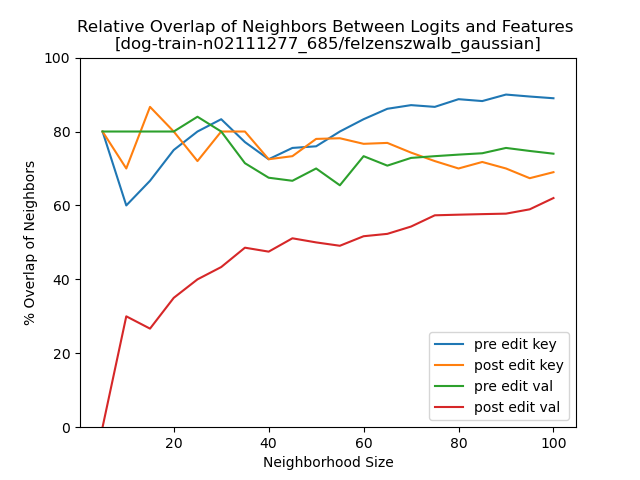 Relative Overlap of Neighbors Between Logits and Features
[dog-train-n02111277_685/felzenszwalb_gaussian]
100
80
60
40
20
0
% Overlap of Neighbors
pre edit key
post edit key
pre edit val
post edit val
20 40 60 80 100
Neighborhood Size